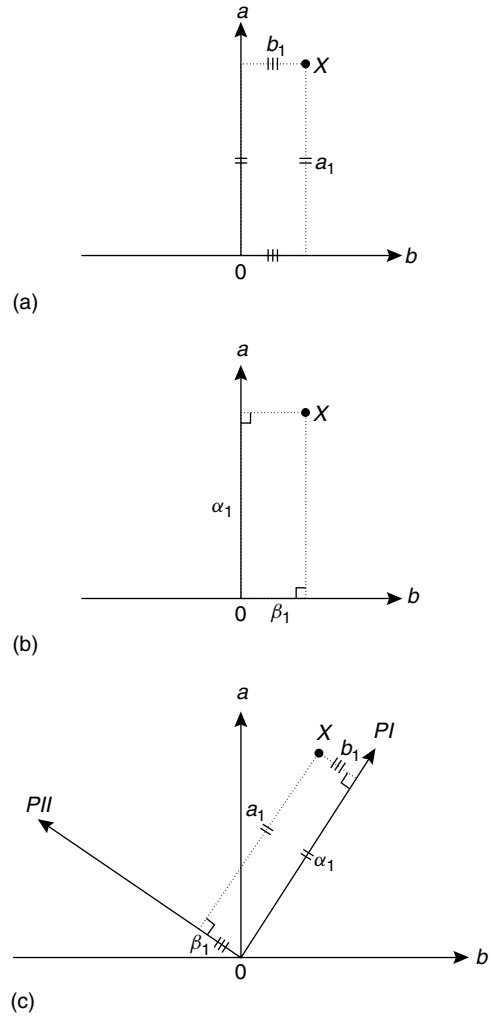 a
b₁
X
a₁
0
b
(a)
a
X
α₁
0
β₁
b
(b)
a
X
PI
b₁
PII
a₁
α₁
β₁
0
b
(c)